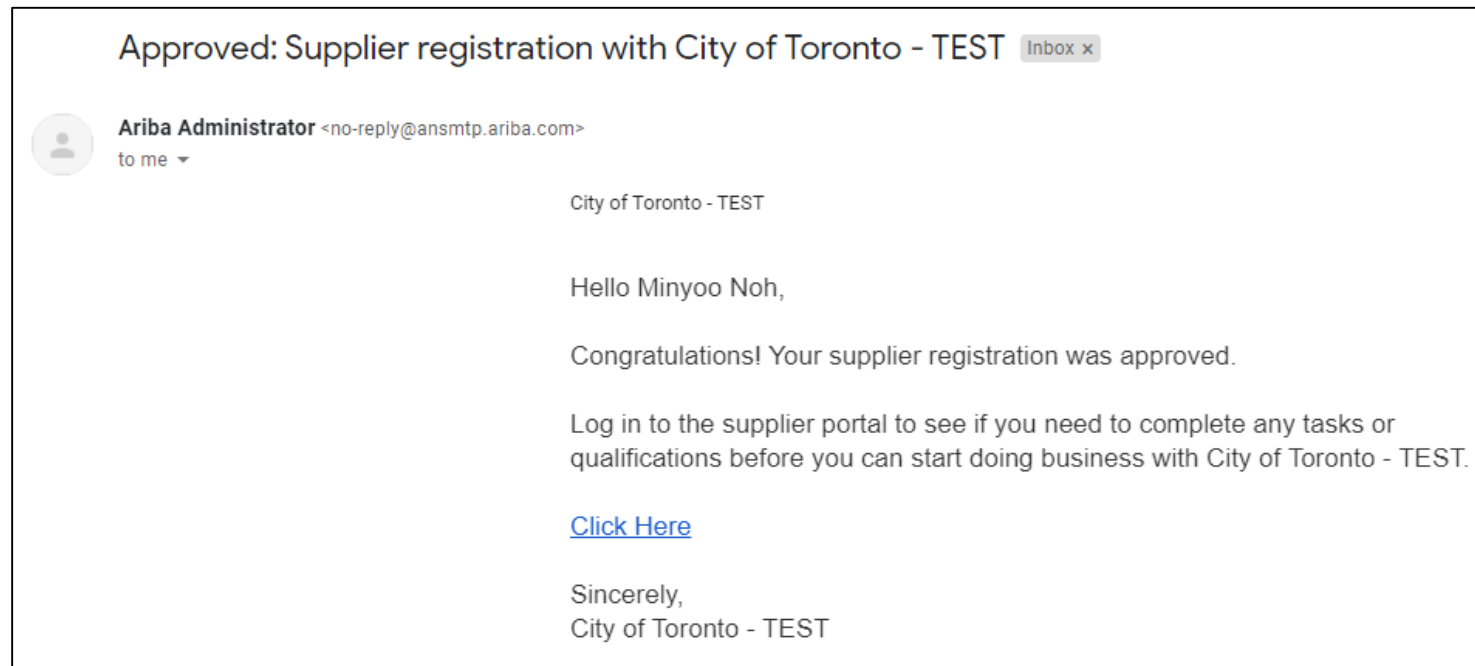 Approved: Supplier registration with City of Toronto - TEST Inbox x
Ariba Administrator <no-reply@ansmtp.ariba.com>
to me
City of Toronto - TEST
Hello Minyoo Noh,
Congratulations! Your supplier registration was approved.
Log in to the supplier portal to see if you need to complete any tasks or
qualifications before you can start doing business with City of Toronto - TEST.
Click Here
Sincerely,
City of Toronto - TEST